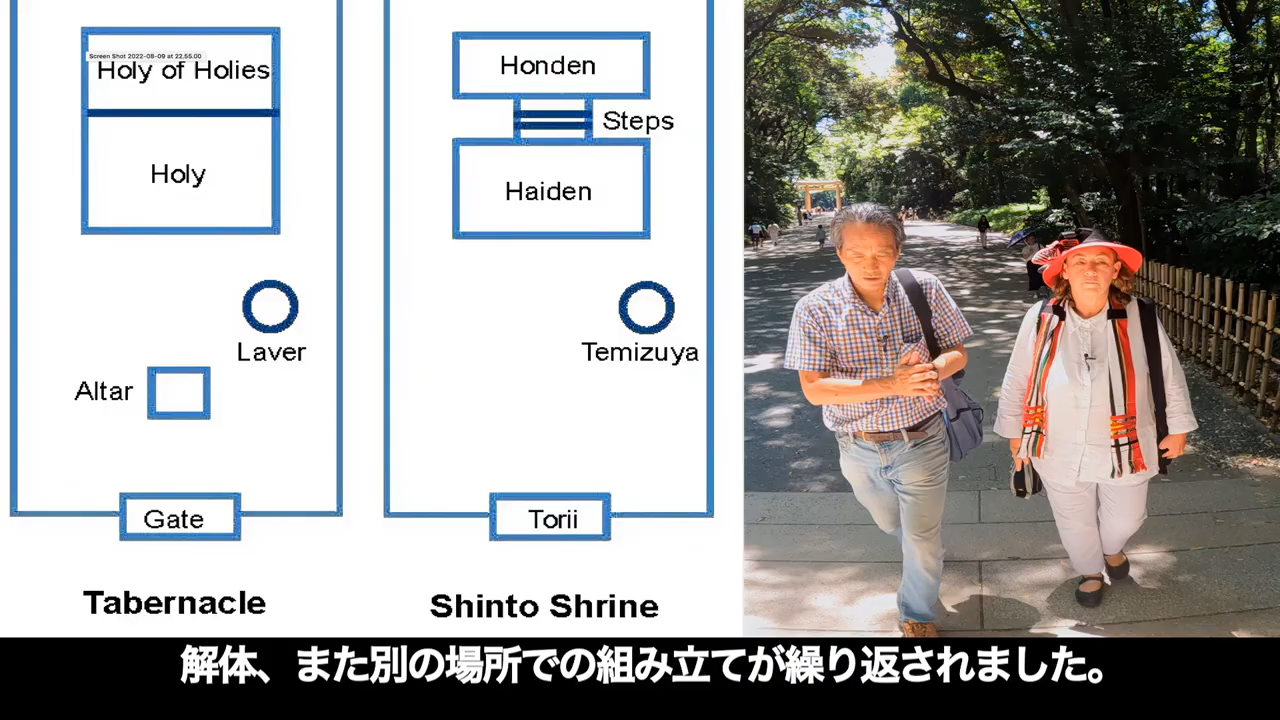 Screen Shot 2022-08-09 at 22.55.00
Holy of Holies
Holy
Laver
Altar
Gate
Tabernacle
Honden
Steps
Haiden
Temizuya
Torii
Shinto Shrine
解体、また別の場所での組み立てが繰り返されました。